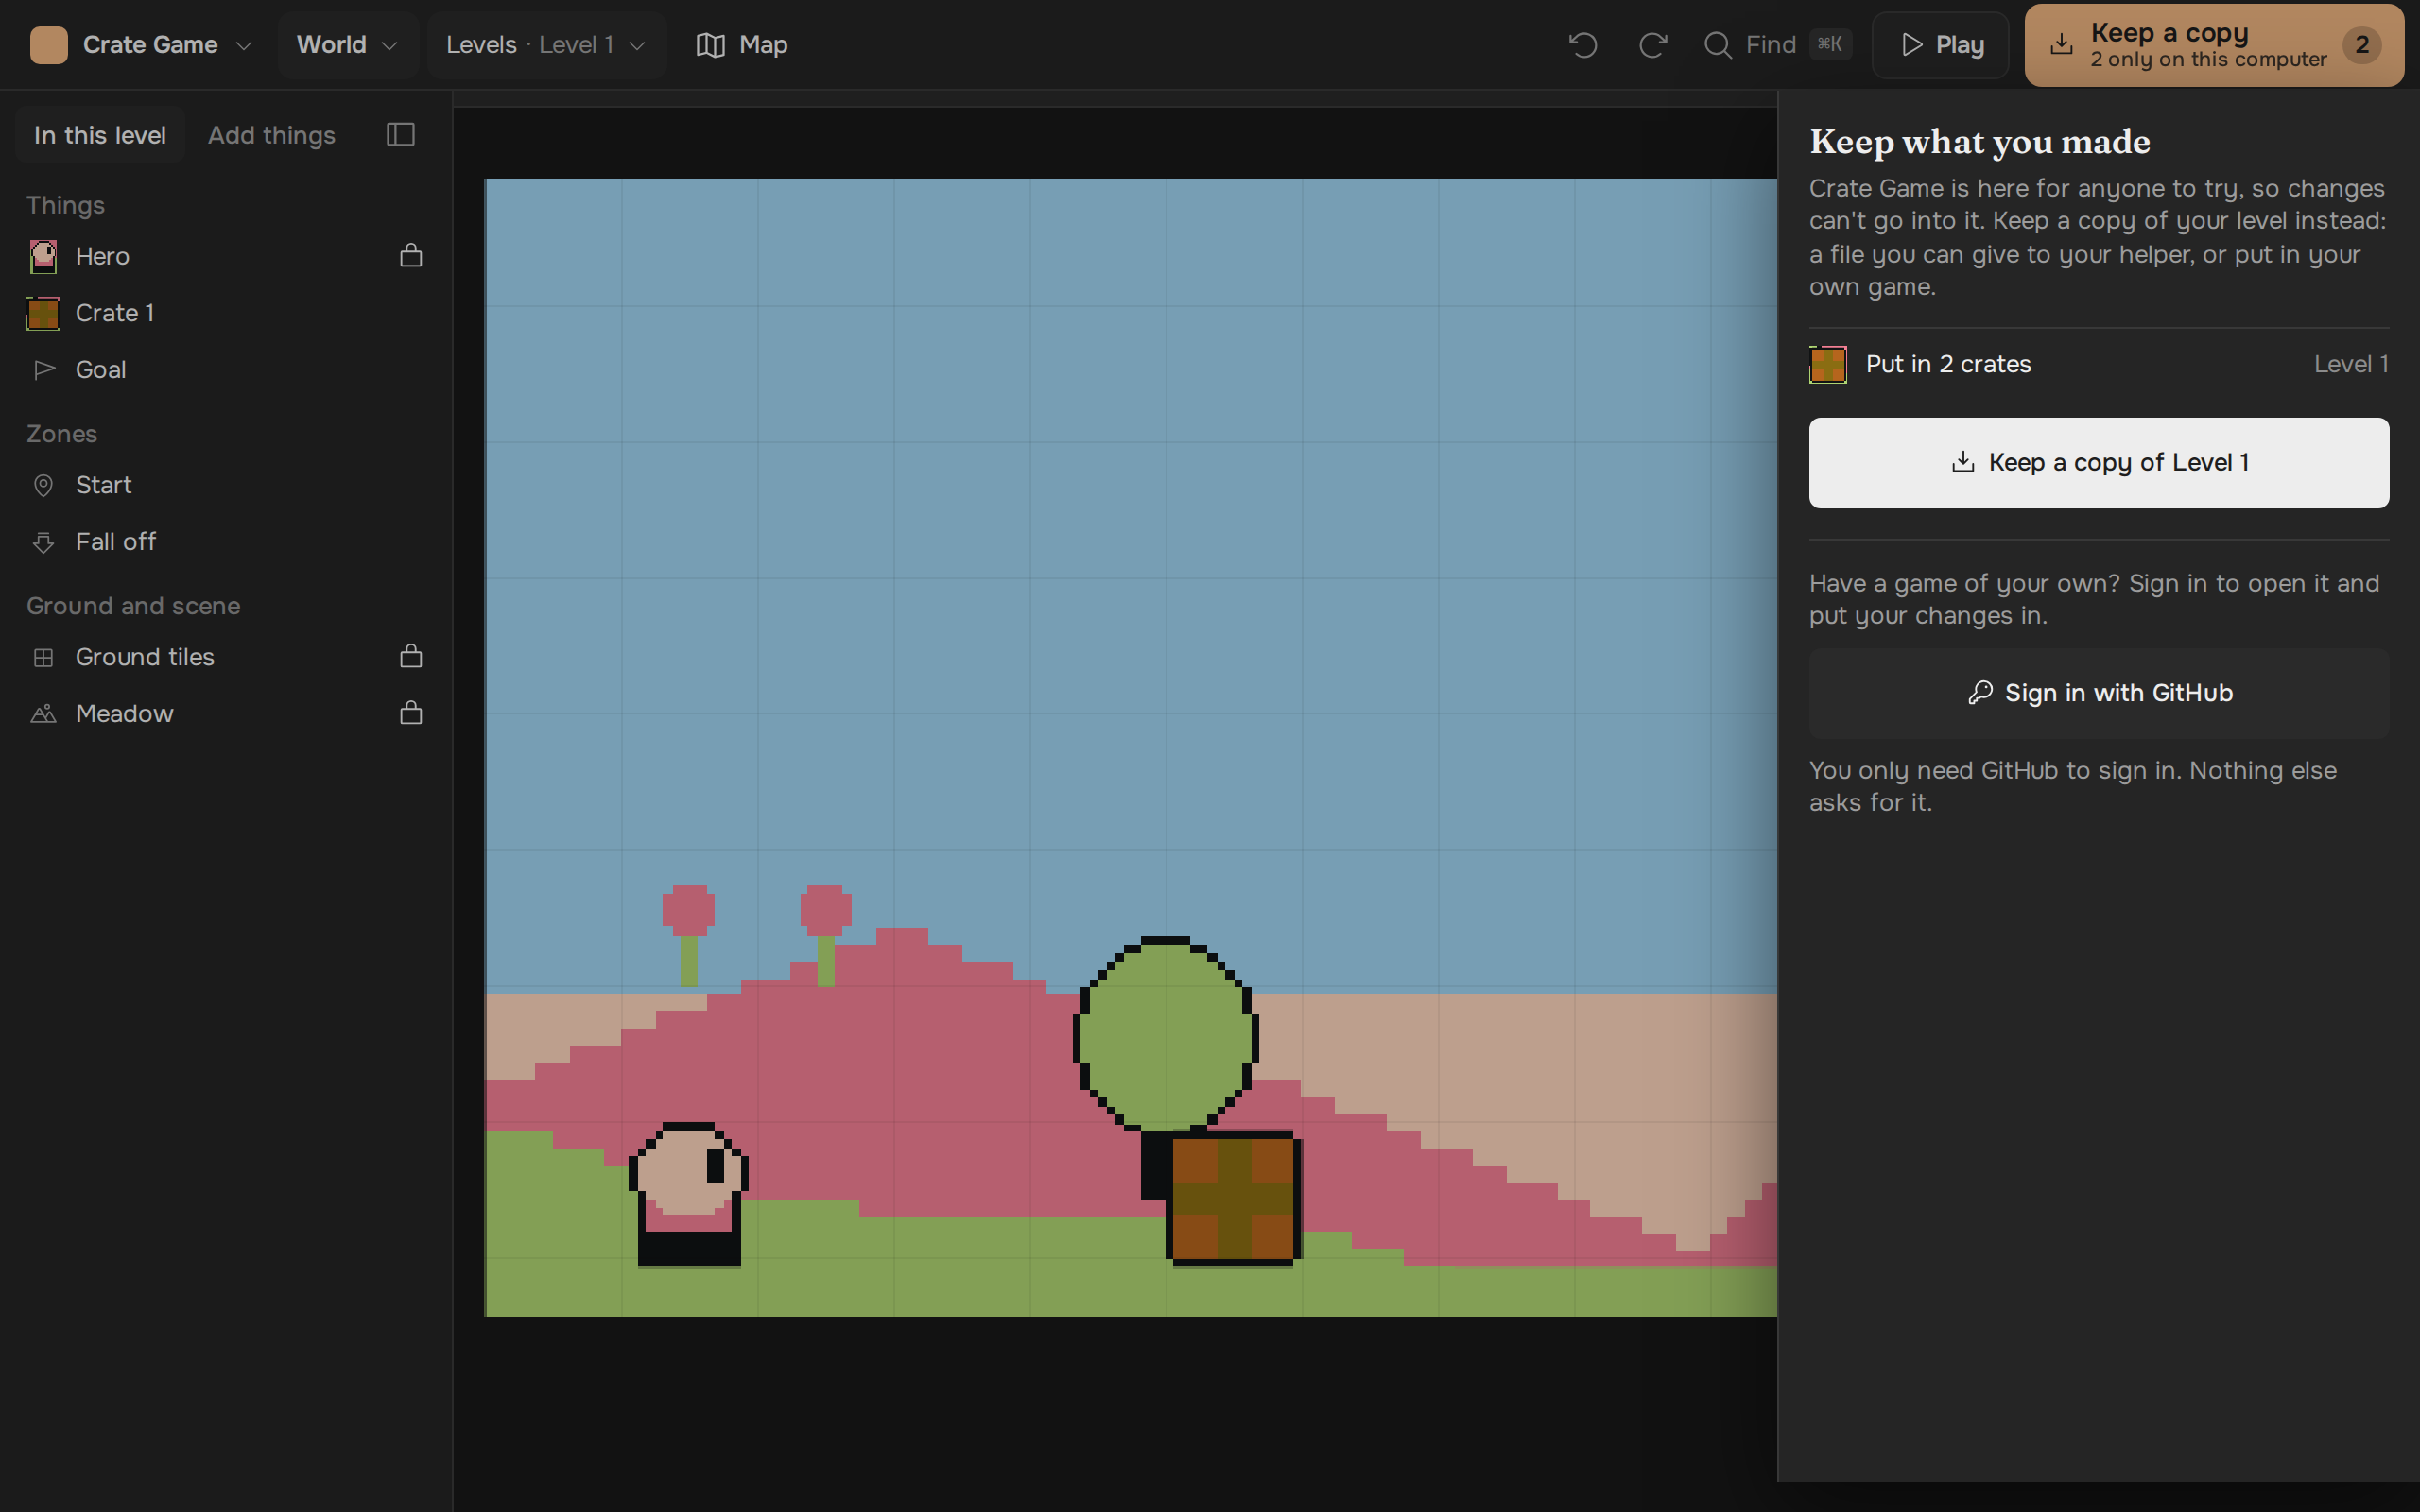 Crate Game
World
Levels · Level 1
Map
Find ⌘K
Play
Keep a copy
2 only on this computer
2
In this level
Add things
Things
Hero
Crate 1
Goal
Zones
Start
Fall off
Ground and scene
Ground tiles
Meadow
Keep what you made
Crate Game is here for anyone to try, so changes
can't go into it. Keep a copy of your level instead:
a file you can give to your helper, or put in your
own game.
Put in 2 crates
Level 1
Keep a copy of Level 1
Have a game of your own? Sign in to open it and
put your changes in.
Sign in with GitHub
You only need GitHub to sign in. Nothing else
asks for it.